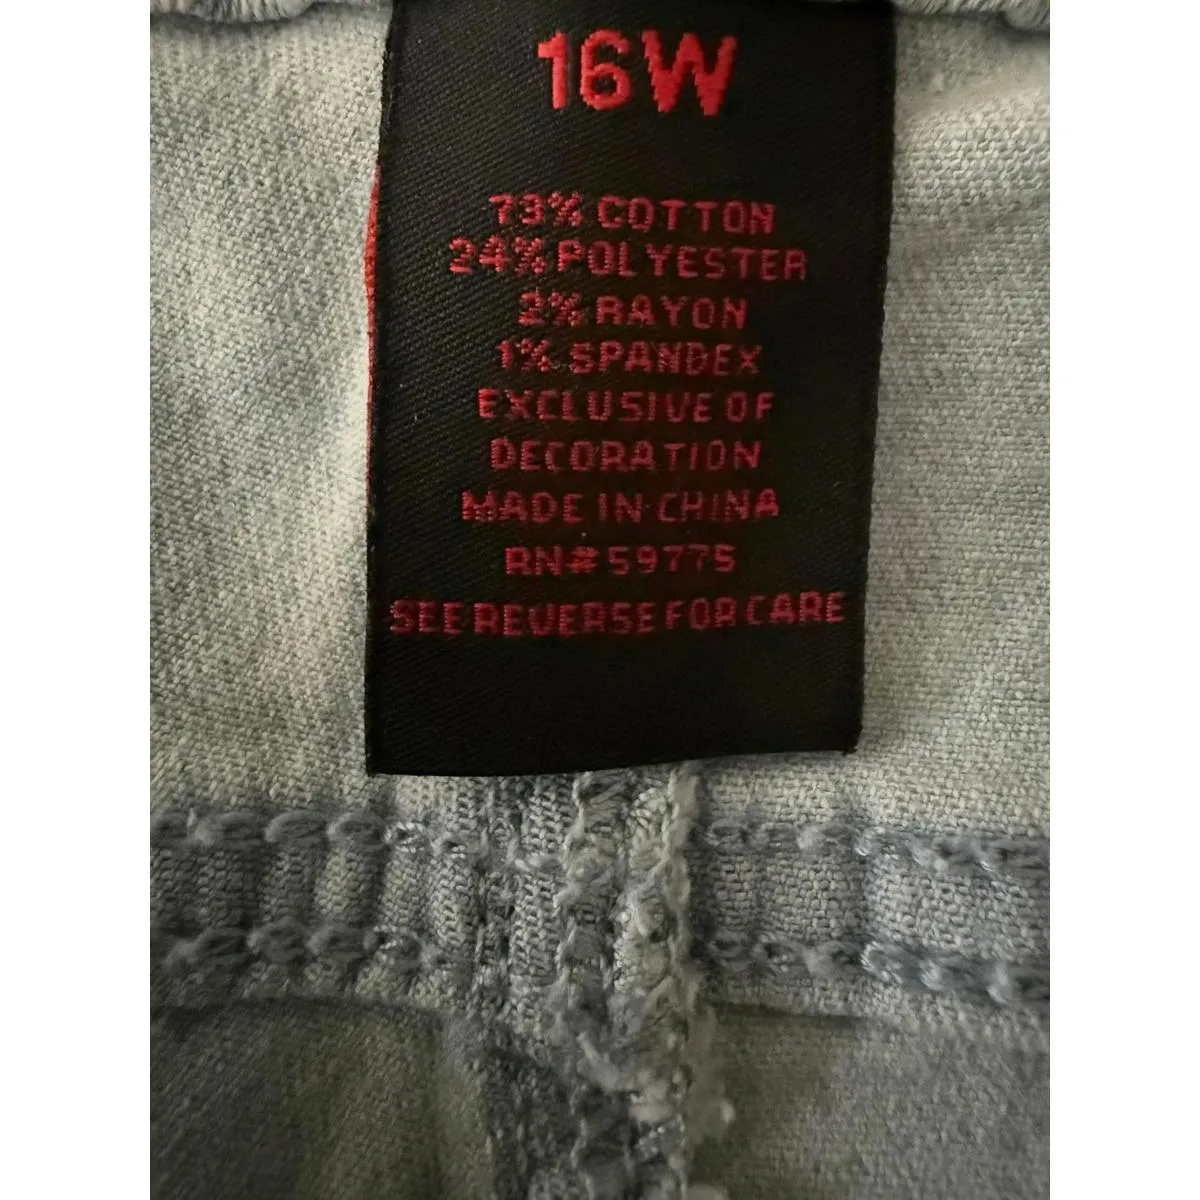 16W
73% COTTON
24% POLYESTER
2% RAYON
1% SPANDEX
EXCLUSIVE OF
DECORATION
MADE IN CHINA
RN# 59775
SEE REVERSE FOR CARE